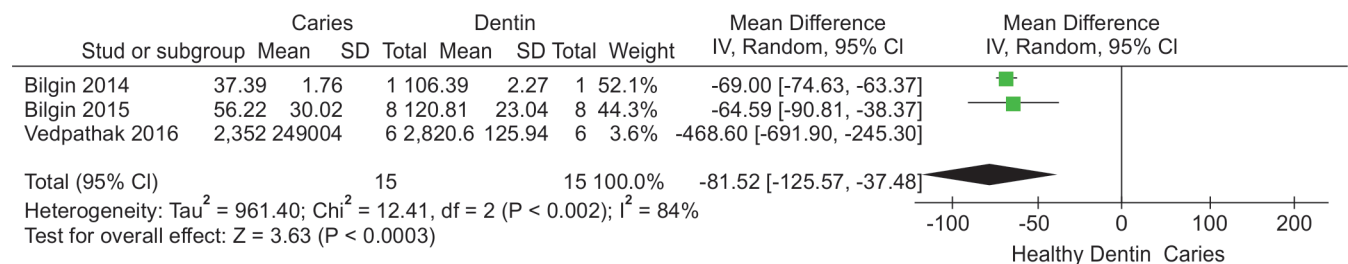 Caries Dentin Mean Difference Mean Difference
Stud or subgroup Mean SD Total Mean SD Total Weight IV, Random, 95% CI IV, Random, 95% CI
Bilgin 2014 37.39 1.76 1 106.39 2.27 1 52.1% -69.00 [-74.63, -63.37]
Bilgin 2015 56.22 30.02 8 120.81 23.04 8 44.3% -64.59 [-90.81, -38.37]
Vedpathak 2016 2,352 249004 6 2,820.6 125.94 6 3.6% -468.60 [-691.90, -245.30]
Total (95% CI) 15 15 100.0% -81.52 [-125.57, -37.48]
Heterogeneity: Tau² = 961.40; Chi² = 12.41, df = 2 (P < 0.002); I² = 84%
Test for overall effect: Z = 3.63 (P < 0.0003)
-100 -50 0 100 200
Healthy Dentin Caries